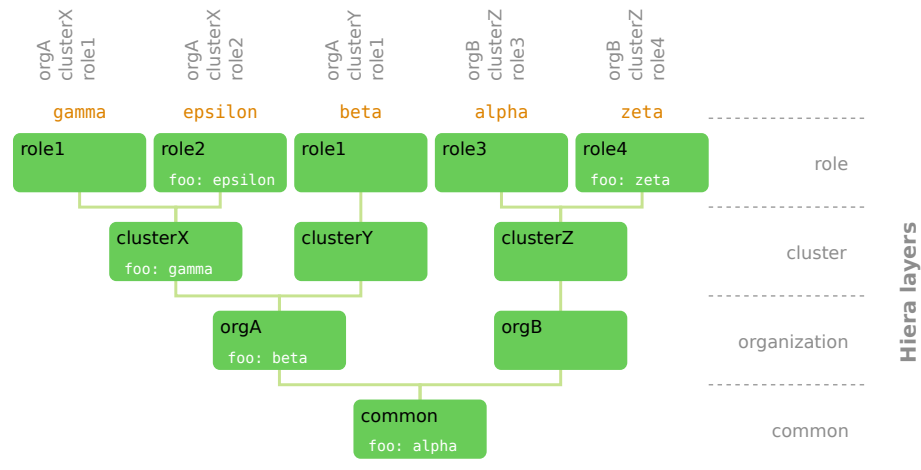 orgA
clusterX
role1
orgA
clusterX
role2
orgA
clusterY
role1
orgB
clusterZ
role3
orgB
clusterZ
role4
gamma
epsilon
beta
alpha
zeta
role1
role2
foo: epsilon
role1
role3
role4
foo: zeta
role
clusterX
foo: gamma
clusterY
clusterZ
cluster
orgA
foo: beta
orgB
organization
common
foo: alpha
common
Hiera layers